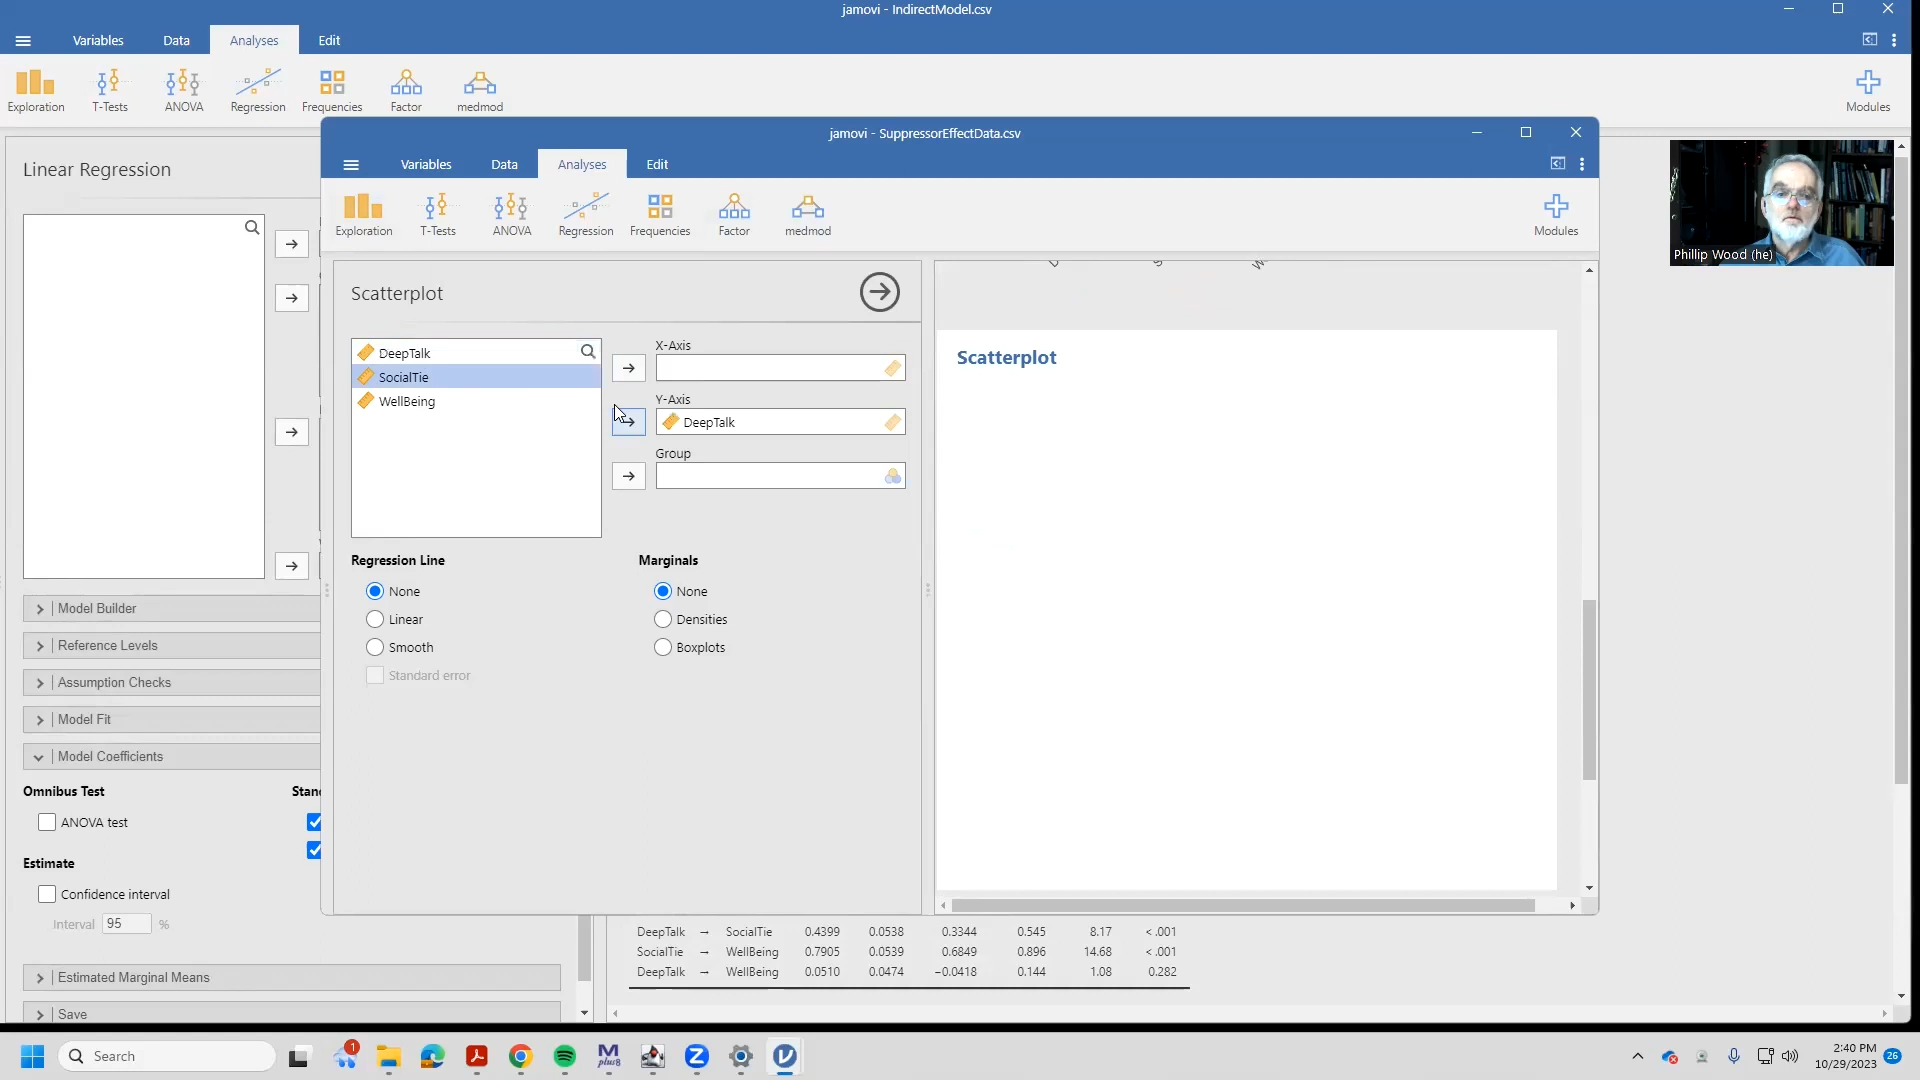 jamovi - IndirectModel.csv
Variables
Data
Analyses
Edit
Exploration
T-Tests
ANOVA
Regression
Frequencies
Factor
medmod
Modules
Linear Regression
jamovi - SuppressorEffectData.csv
Variables
Data
Analyses
Edit
Exploration
T-Tests
ANOVA
Regression
Frequencies
Factor
medmod
Modules
Phillip Wood (he)
Scatterplot
DeepTalk
SocialTie
WellBeing
X-Axis
Y-Axis
DeepTalk
Group
Regression Line
None
Linear
Smooth
Standard error
Marginals
None
Densities
Boxplots
Scatterplot
Model Builder
Reference Levels
Assumption Checks
Model Fit
Model Coefficients
Omnibus Test
ANOVA test
Estimate
Confidence interval
Interval 95 %
Estimated Marginal Means
Save
DeepTalk → SocialTie 0.4399 0.0538 0.3344 0.545 8.17 < .001
SocialTie → WellBeing 0.7905 0.0539 0.6849 0.896 14.68 < .001
DeepTalk → WellBeing 0.0510 0.0474 −0.0418 0.144 1.08 0.282
Search
1
M
plus8
2:40 PM
10/29/2023
26